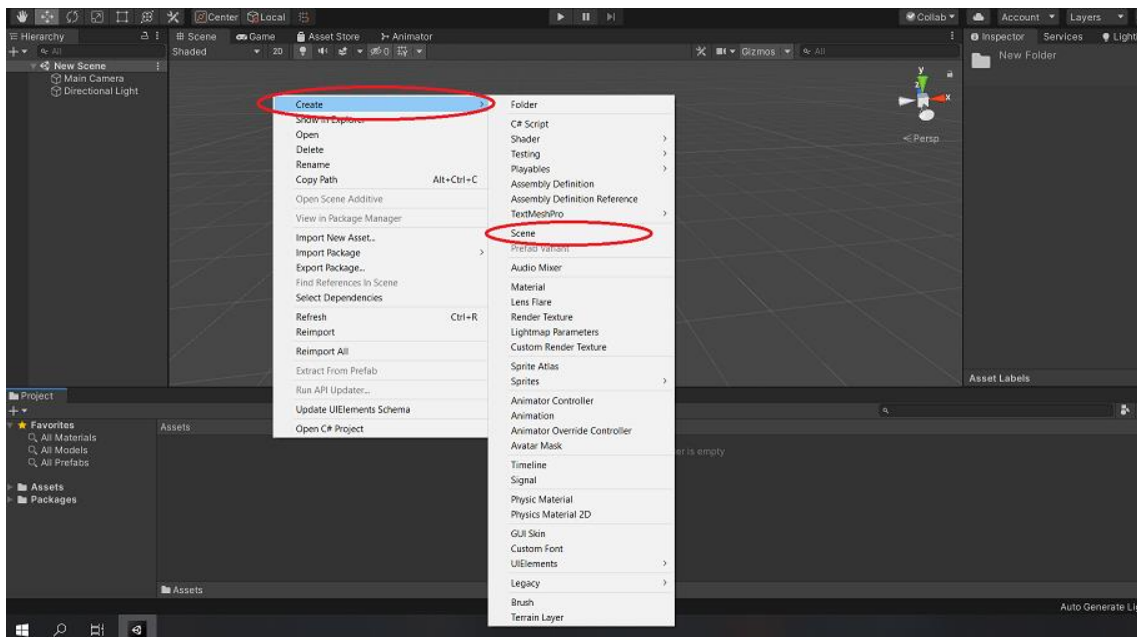 Center Local
Collab Account Layers
Hierarchy
Scene Game Asset Store Animator
Inspector Services Light
All
Shaded 2D 0 Gizmos All
New Scene
Main Camera
Directional Light
New Folder
y
z
x
Persp
Create
Show in Explorer
Open
Delete
Rename
Copy Path Alt+Ctrl+C
Open Scene Additive
View in Package Manager
Import New Asset...
Import Package
Export Package...
Find References In Scene
Select Dependencies
Refresh Ctrl+R
Reimport
Reimport All
Extract From Prefab
Run API Updater...
Update UIElements Schema
Open C# Project
Folder
C# Script
Shader
Testing
Playables
Assembly Definition
Assembly Definition Reference
TextMeshPro
Scene
Prefab Variant
Audio Mixer
Material
Lens Flare
Render Texture
Lightmap Parameters
Custom Render Texture
Sprite Atlas
Sprites
Animator Controller
Animation
Animator Override Controller
Avatar Mask
Timeline
Signal
Physic Material
Physics Material 2D
GUI Skin
Custom Font
UIElements
Legacy
Brush
Terrain Layer
Asset Labels
Project
Favorites
All Materials
All Models
All Prefabs
Assets
Packages
Assets
er is empty
Assets
Auto Generate Li